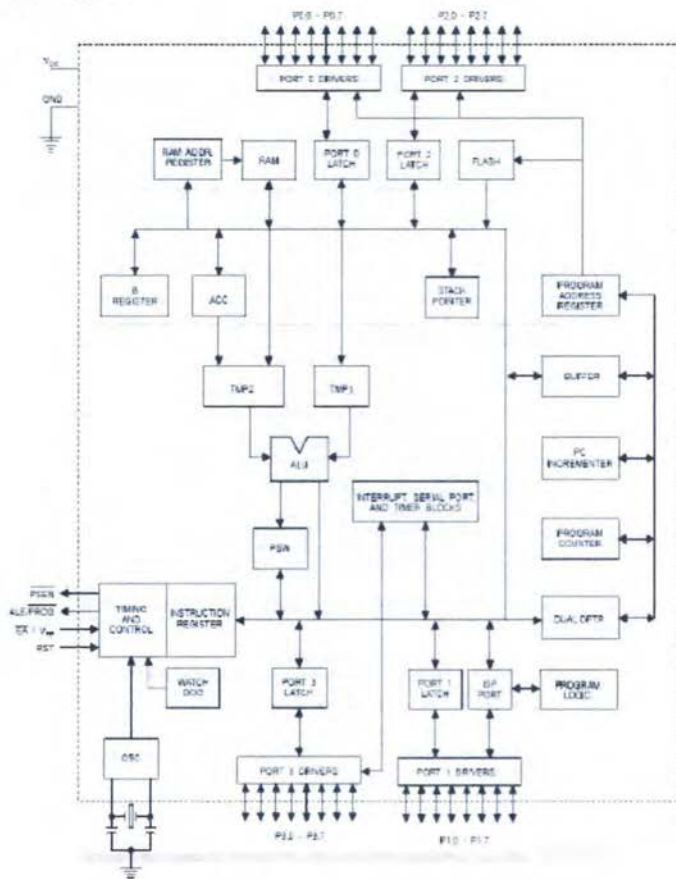 P0.0 - P0.7
P2.0 - P2.7
VCC
GND
PORT 0 DRIVERS
PORT 2 DRIVERS
RAM ADDR.
REGISTER
RAM
PORT 0
LATCH
PORT 2
LATCH
FLASH
B
REGISTER
ACC
STACK
POINTER
PROGRAM
ADDRESS
REGISTER
TMP2
TMP1
BUFFER
ALU
PC
INCREMENTER
INTERRUPT, SERIAL PORT,
AND TIMER BLOCKS
PSW
PROGRAM
COUNTER
PSEN
ALE/PROG
EA / VPP
RST
TIMING
AND
CONTROL
INSTRUCTION
REGISTER
DUAL DPTR
WATCH
DOG
PORT 3
LATCH
PORT 1
LATCH
ISP
PORT
PROGRAM
LOGIC
OSC
PORT 3 DRIVERS
PORT 1 DRIVERS
P3.0 - P3.7
P1.0 - P1.7